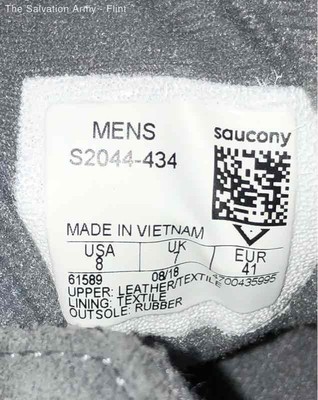 The Salvation Army - Flint
MENS
saucony
S2044-434
MADE IN VIETNAM
USA UK EUR
8 7 41
61589 08/18 4700435995
UPPER: LEATHER/TEXTILE
LINING: TEXTILE
OUTSOLE: RUBBER